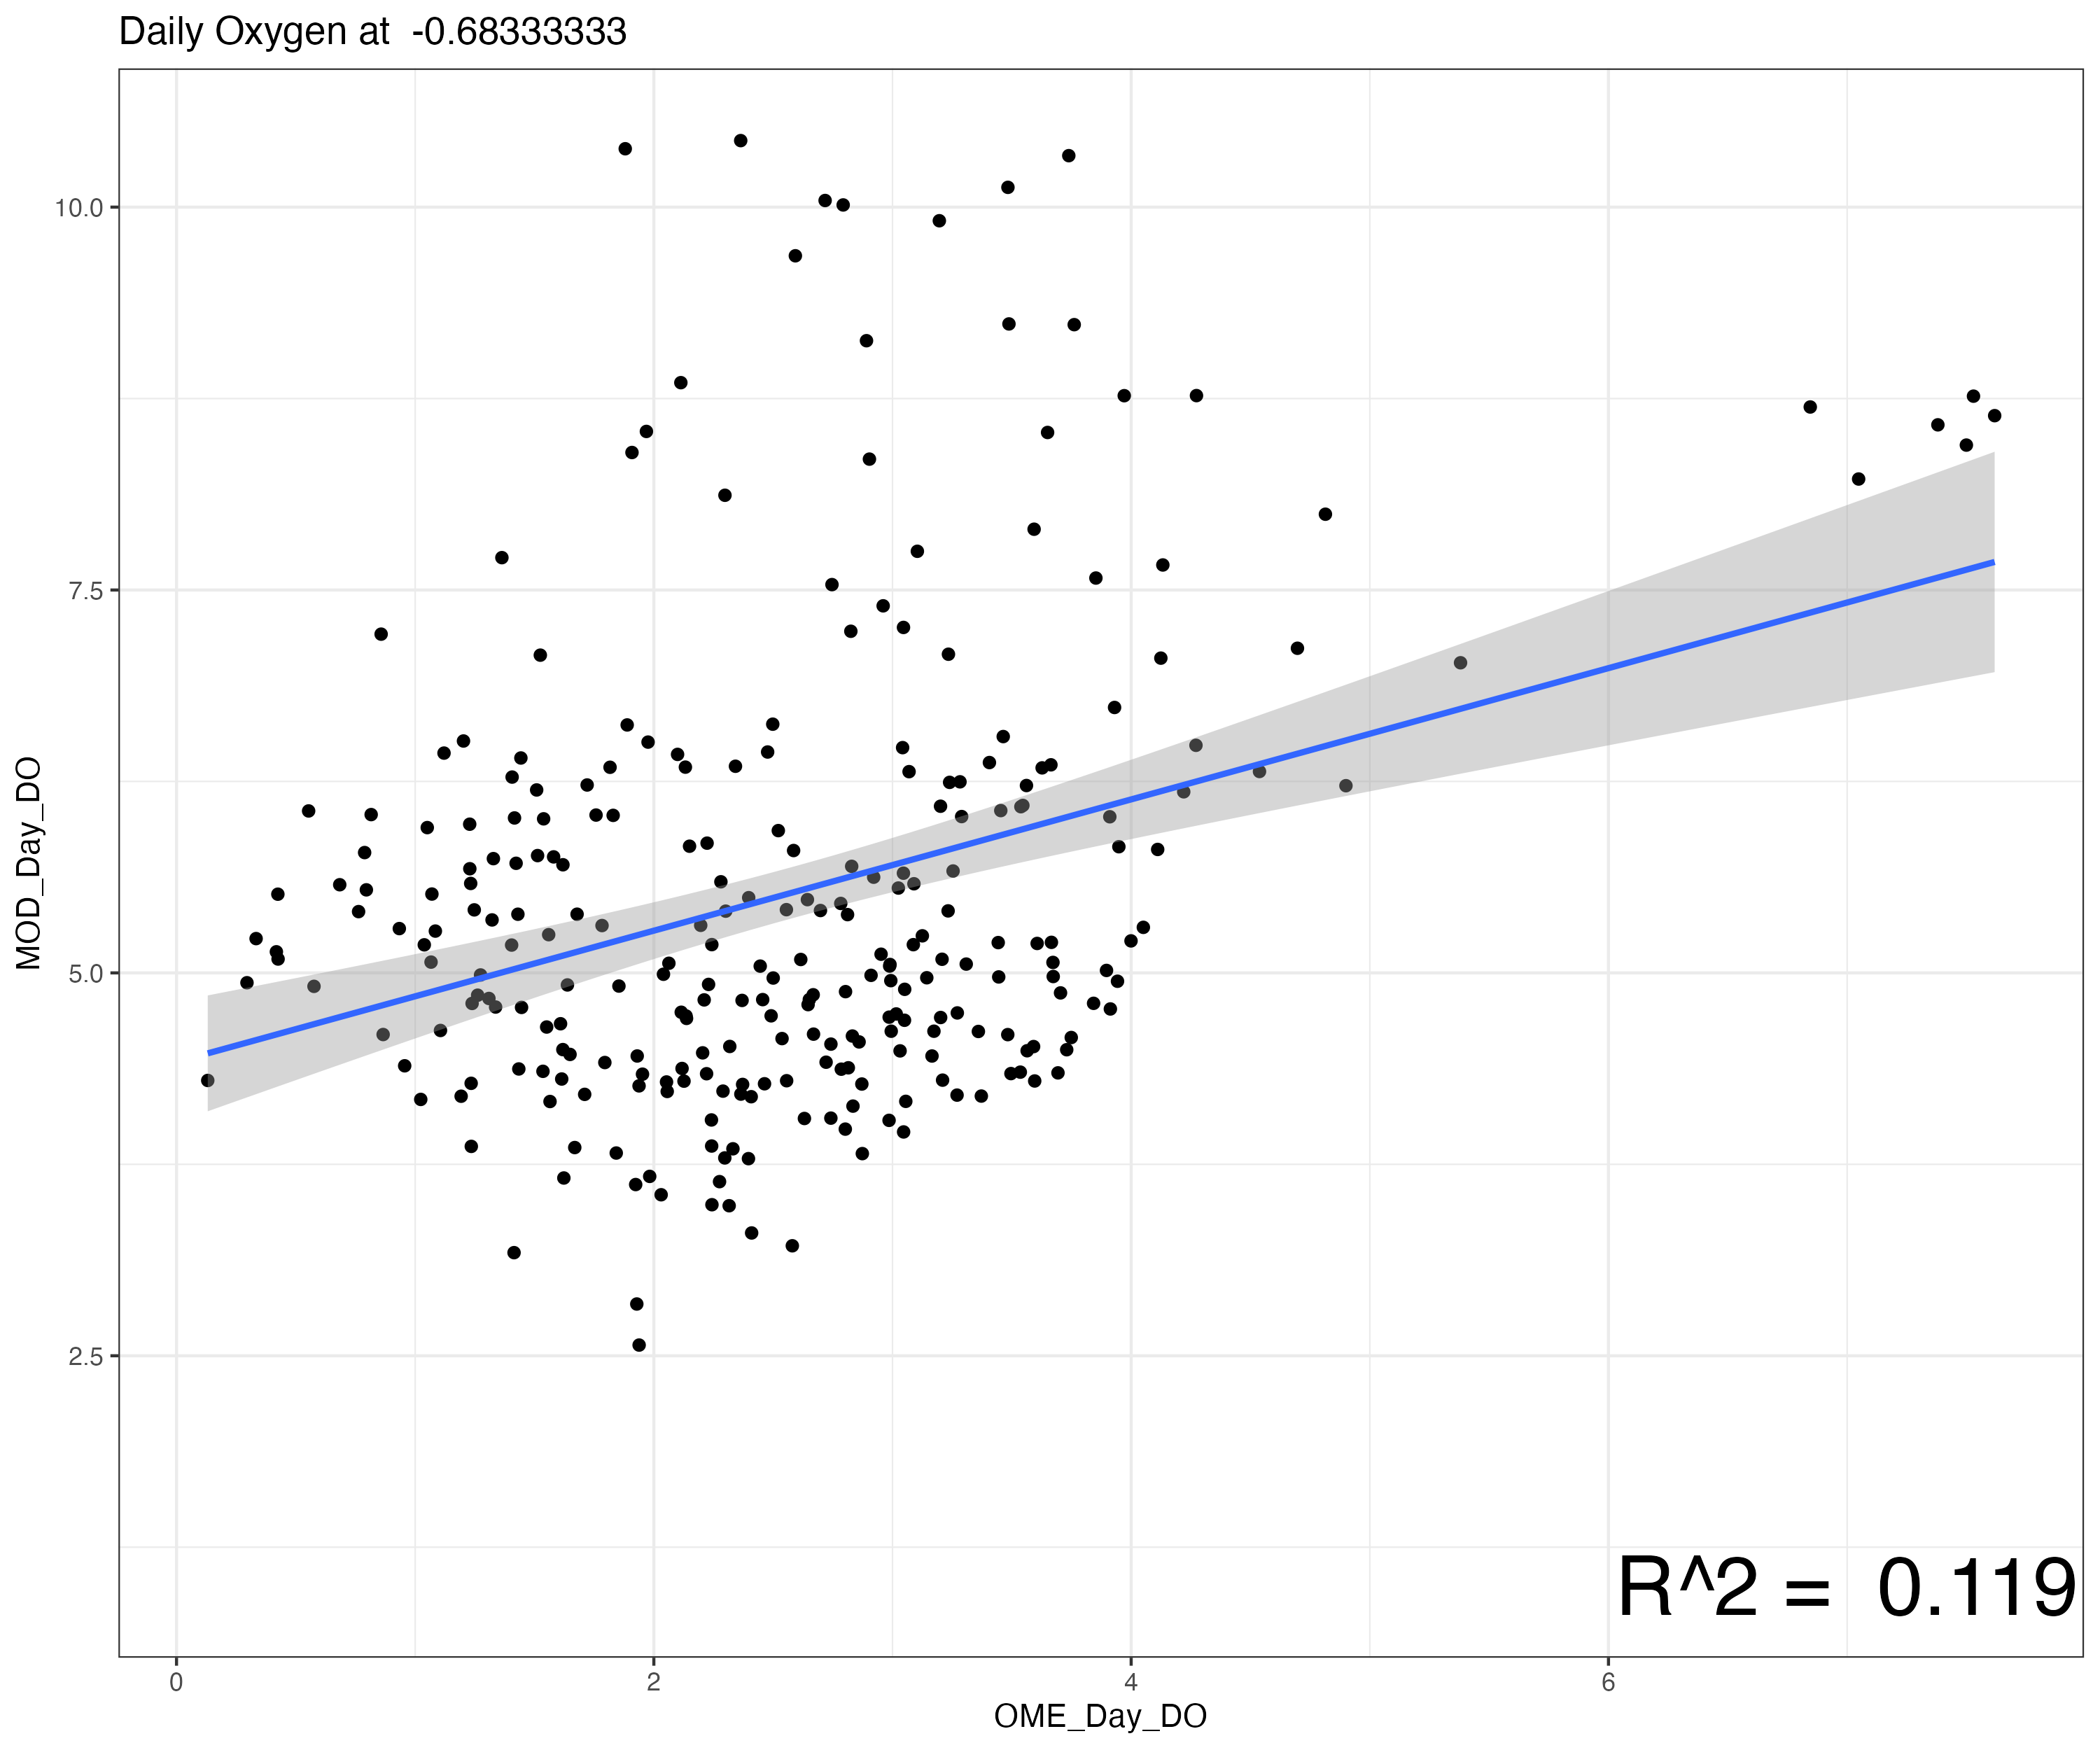 Daily Oxygen at  -0.68333333
10.0
7.5
5.0
2.5
MOD_Day_DO
R^2 =  0.119
0 2 4 6
OME_Day_DO